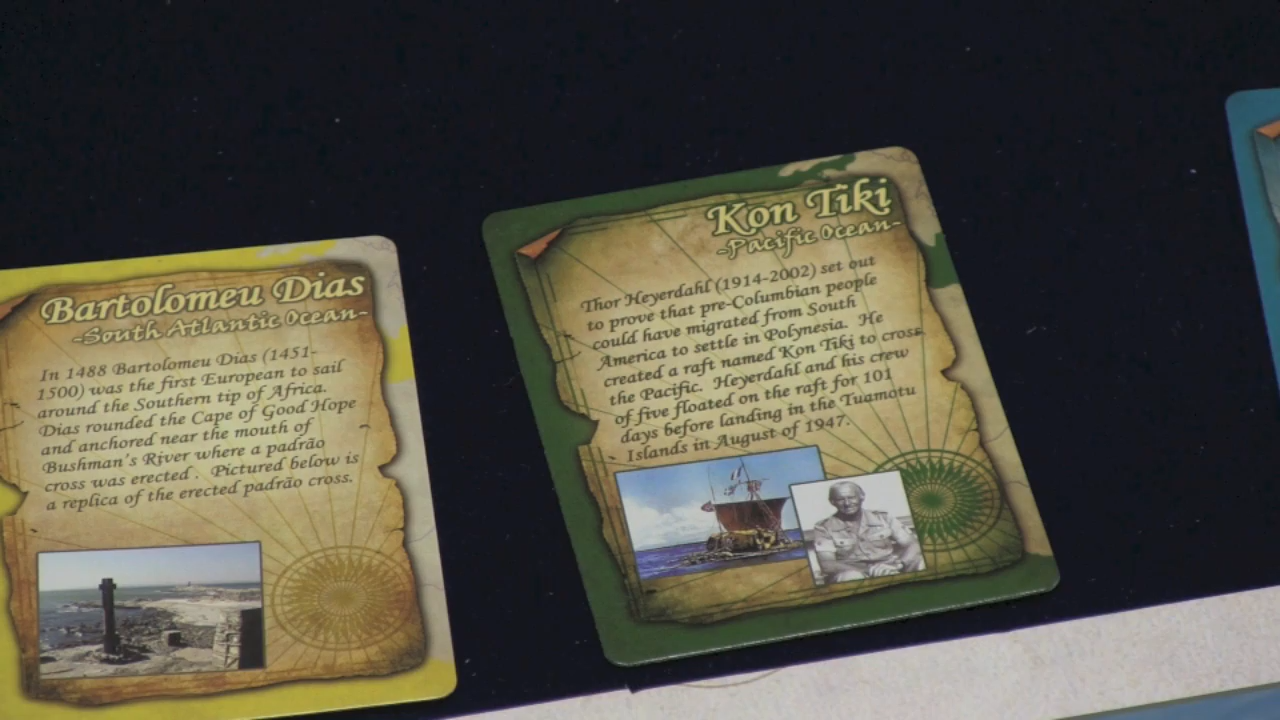 Bartolomeu Dias
-South Atlantic Ocean-
In 1488 Bartolomeu Dias (1451-
1500) was the first European to sail
around the Southern tip of Africa.
Dias rounded the Cape of Good Hope
and anchored near the mouth of
Bushman's River where a padrão
cross was erected . Pictured below is
a replica of the erected padrão cross.
Kon Tiki
-Pacific Ocean-
Thor Heyerdahl (1914-2002) set out
to prove that pre-Columbian people
could have migrated from South
America to settle in Polynesia. He
created a raft named Kon Tiki to cross
the Pacific. Heyerdahl and his crew
of five floated on the raft for 101
days before landing in the Tuamotu
Islands in August of 1947.